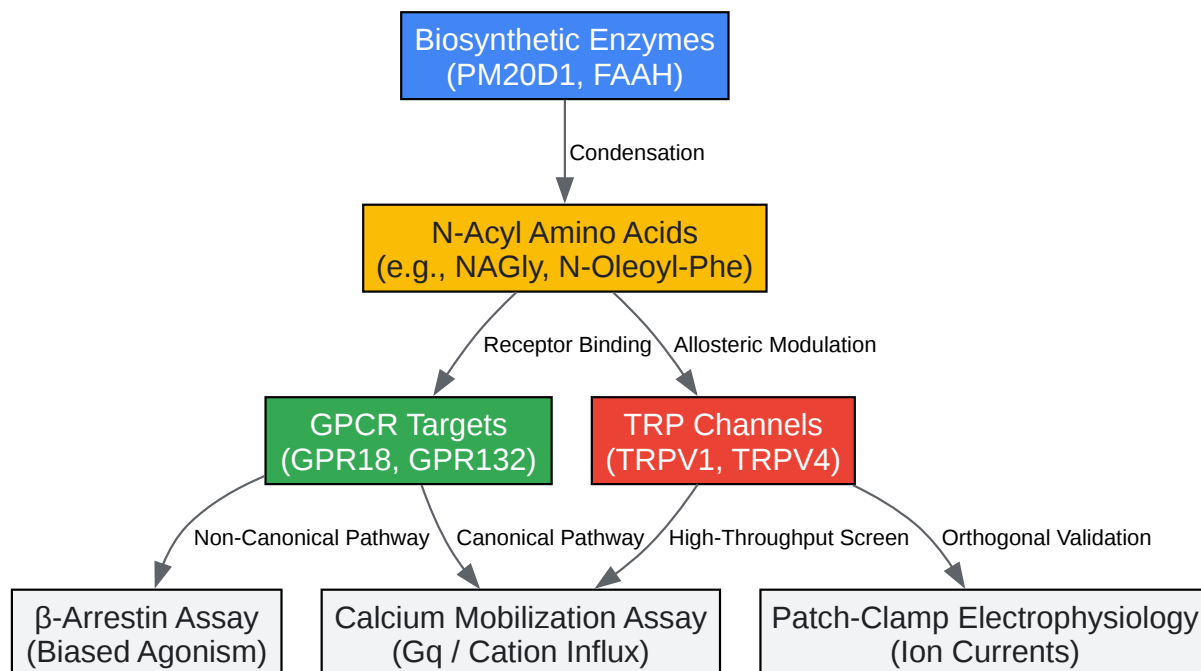 Biosynthetic Enzymes
(PM20D1, FAAH)
Condensation
N-Acyl Amino Acids
(e.g., NAGly, N-Oleoyl-Phe)
Receptor Binding
Allosteric Modulation
GPCR Targets
(GPR18, GPR132)
TRP Channels
(TRPV1, TRPV4)
Non-Canonical Pathway
Canonical Pathway
High-Throughput Screen
Orthogonal Validation
β-Arrestin Assay
(Biased Agonism)
Calcium Mobilization Assay
(Gq / Cation Influx)
Patch-Clamp Electrophysiology
(Ion Currents)